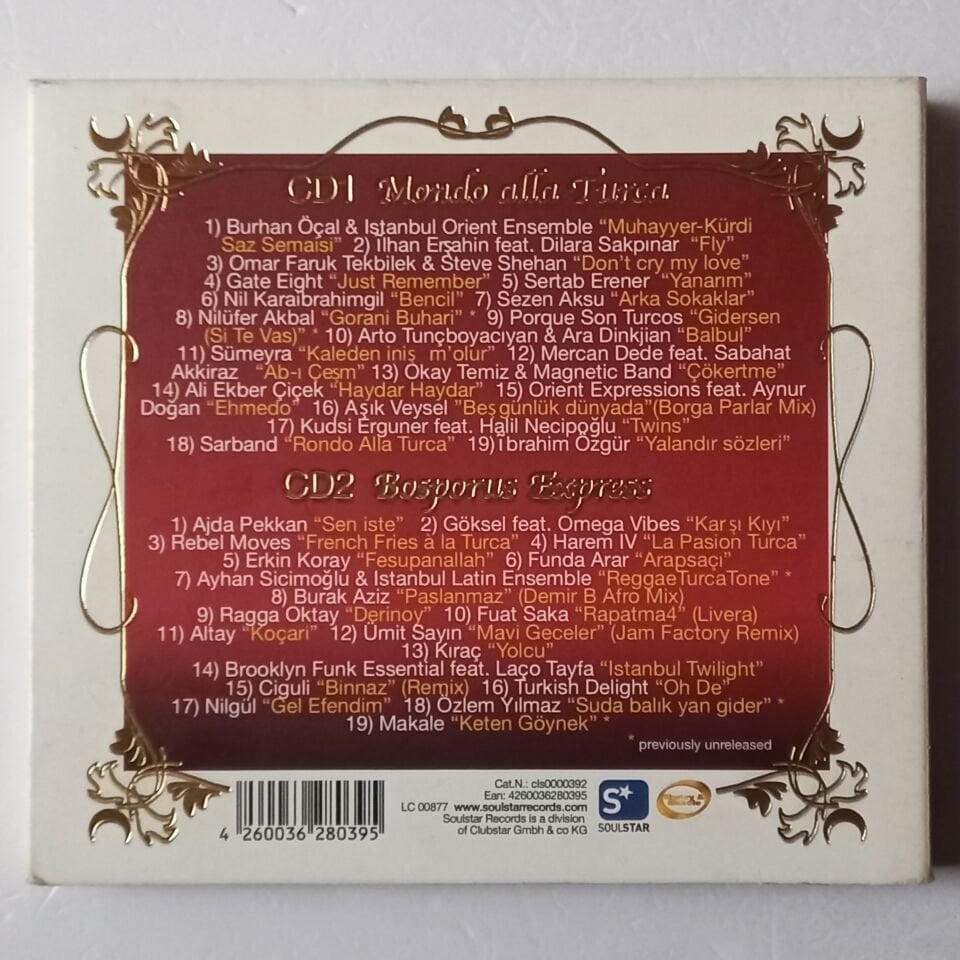 CD1 Mondo alla Turca
1) Burhan Öçal & Istanbul Orient Ensemble “Muhayyer-Kürdi
Saz Semaisi” 2) İlhan Erşahin feat. Dilara Sakpınar “Fly”
3) Omar Faruk Tekbilek & Steve Shehan “Don't cry my love”
4) Gate Eight “Just Remember” 5) Sertab Erener “Yanarım”
6) Nil Karaibrahimgil “Bencil” 7) Sezen Aksu “Arka Sokaklar”
8) Nilüfer Akbal “Gorani Buhari” * 9) Porque Son Turcos “Gidersen
(Si Te Vas)” * 10) Arto Tunçboyacıyan & Ara Dinkjian “Balbul”
11) Sümeyra “Kaleden iniş m'olur” 12) Mercan Dede feat. Sabahat
Akkiraz “Ab-ı Ceşm” 13) Okay Temiz & Magnetic Band “Çökertme”
14) Ali Ekber Çiçek “Haydar Haydar” 15) Orient Expressions feat. Aynur
Doğan “Ehmedo” 16) Aşık Veysel “Beş günlük dünyada”(Borga Parlar Mix)
17) Kudsi Erguner feat. Halil Necipoğlu “Twins”
18) Sarband “Rondo Alla Turca” 19) İbrahim Özgür “Yalandır sözleri”
CD2 Bosporus Express
1) Ajda Pekkan “Sen iste” 2) Göksel feat. Omega Vibes “Karşı Kıyı”
3) Rebel Moves “French Fries à la Turca” 4) Harem IV “La Pasion Turca”
5) Erkin Koray “Fesupanallah” 6) Funda Arar “Arapsaçı”
7) Ayhan Sicimoğlu & Istanbul Latin Ensemble “ReggaeTurcaTone” *
8) Burak Aziz “Paslanmaz” (Demir B Afro Mix)
9) Ragga Oktay “Derinoy” 10) Fuat Saka “Rapatma4” (Livera)
11) Altay “Koçari” 12) Ümit Sayın “Mavi Geceler” (Jam Factory Remix)
13) Kıraç “Yolcu”
14) Brooklyn Funk Essential feat. Laço Tayfa “Istanbul Twilight”
15) Ciguli “Binnaz” (Remix) 16) Turkish Delight “Oh De”
17) Nilgül “Gel Efendim” 18) Özlem Yılmaz “Suda balık yan gider” *
19) Makale “Keten Göynek” *
* previously unreleased
4 260036 280395
LC 00877
Cat.N.: cls0000392
Ean: 4260036280395
www.soulstarrecords.com
Soulstar Records is a division
of Clubstar Gmbh & co KG
S*
SOULSTAR